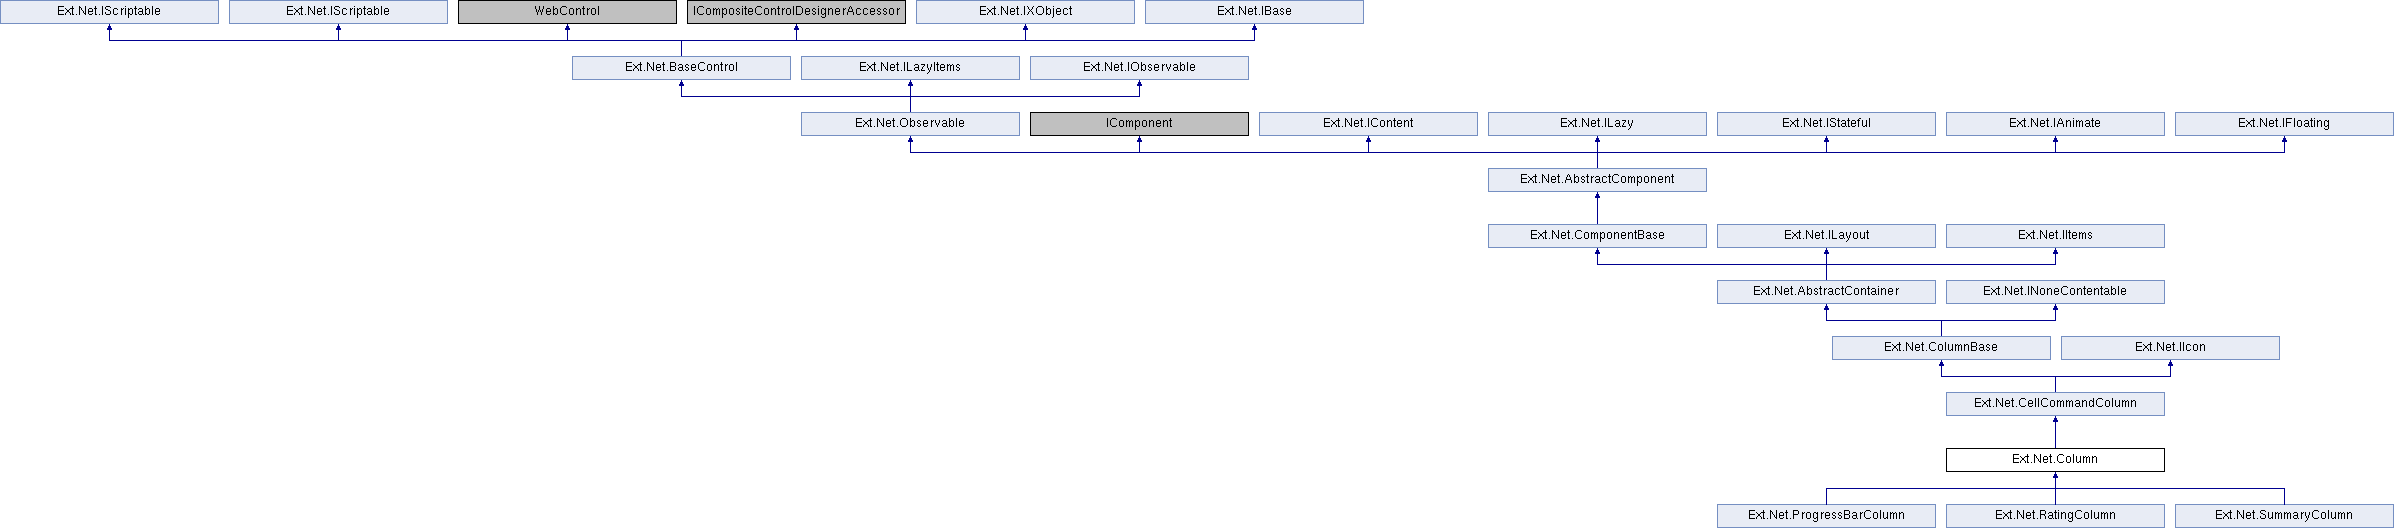 Ext.Net.IScriptable
Ext.Net.IScriptable
WebControl
ICompositeControlDesignerAccessor
Ext.Net.IXObject
Ext.Net.IBase
Ext.Net.BaseControl
Ext.Net.ILazyItems
Ext.Net.IObservable
Ext.Net.Observable
IComponent
Ext.Net.IContent
Ext.Net.ILazy
Ext.Net.IStateful
Ext.Net.IAnimate
Ext.Net.IFloating
Ext.Net.AbstractComponent
Ext.Net.ComponentBase
Ext.Net.ILayout
Ext.Net.IItems
Ext.Net.AbstractContainer
Ext.Net.INoneContentable
Ext.Net.ColumnBase
Ext.Net.IIcon
Ext.Net.CellCommandColumn
Ext.Net.Column
Ext.Net.ProgressBarColumn
Ext.Net.RatingColumn
Ext.Net.SummaryColumn